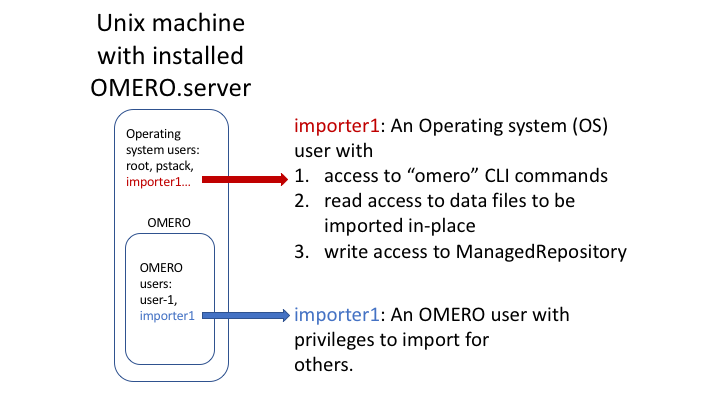 Unix machine
with installed
OMERO.server
Operating
system users:
root, pstack,
importer1...
OMERO
OMERO
users:
user-1,
importer1
importer1: An Operating system (OS)
user with
1. access to “omero” CLI commands
2. read access to data files to be
imported in-place
3. write access to ManagedRepository
importer1: An OMERO user with
privileges to import for
others.